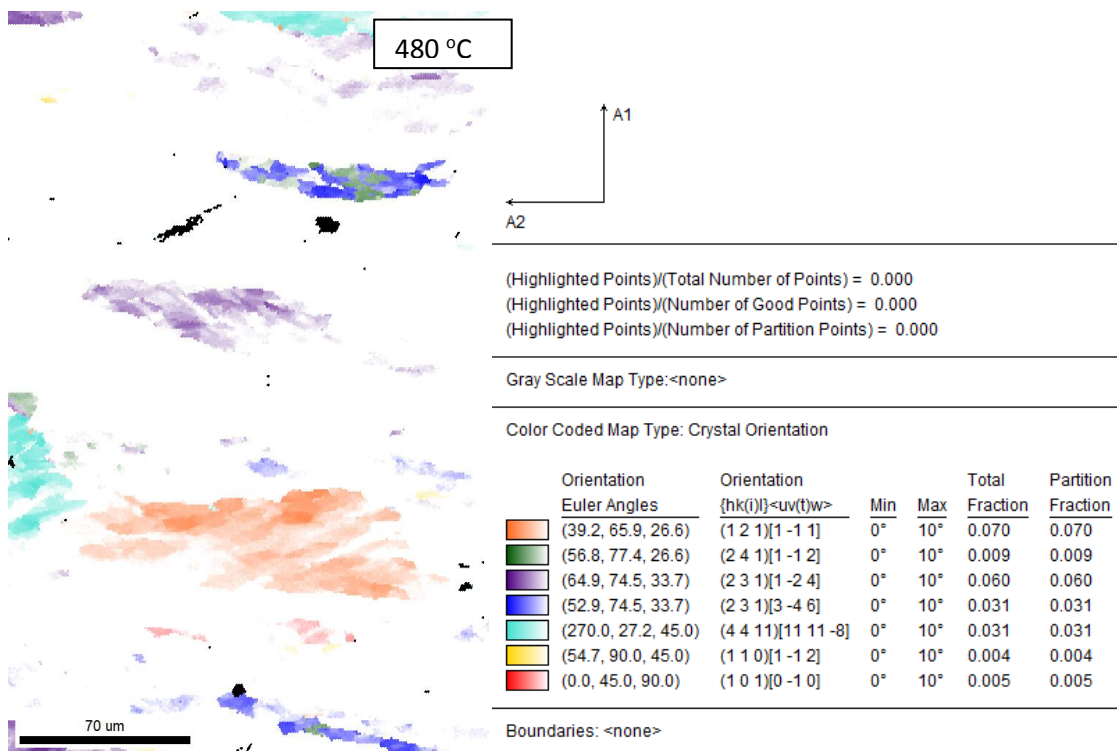 480 °C
A1
A2
(Highlighted Points)/(Total Number of Points) = 0.000
(Highlighted Points)/(Number of Good Points) = 0.000
(Highlighted Points)/(Number of Partition Points) = 0.000
Gray Scale Map Type:<none>
Color Coded Map Type: Crystal Orientation
Orientation Orientation Total Partition
Euler Angles {hk(i)l}<uv(t)w> Min Max Fraction Fraction
(39.2, 65.9, 26.6) (1 2 1)[1 -1 1] 0° 10° 0.070 0.070
(56.8, 77.4, 26.6) (2 4 1)[1 -1 2] 0° 10° 0.009 0.009
(64.9, 74.5, 33.7) (2 3 1)[1 -2 4] 0° 10° 0.060 0.060
(52.9, 74.5, 33.7) (2 3 1)[3 -4 6] 0° 10° 0.031 0.031
(270.0, 27.2, 45.0) (4 4 11)[11 11 -8] 0° 10° 0.031 0.031
(54.7, 90.0, 45.0) (1 1 0)[1 -1 2] 0° 10° 0.004 0.004
(0.0, 45.0, 90.0) (1 0 1)[0 -1 0] 0° 10° 0.005 0.005
Boundaries: <none>
70 um